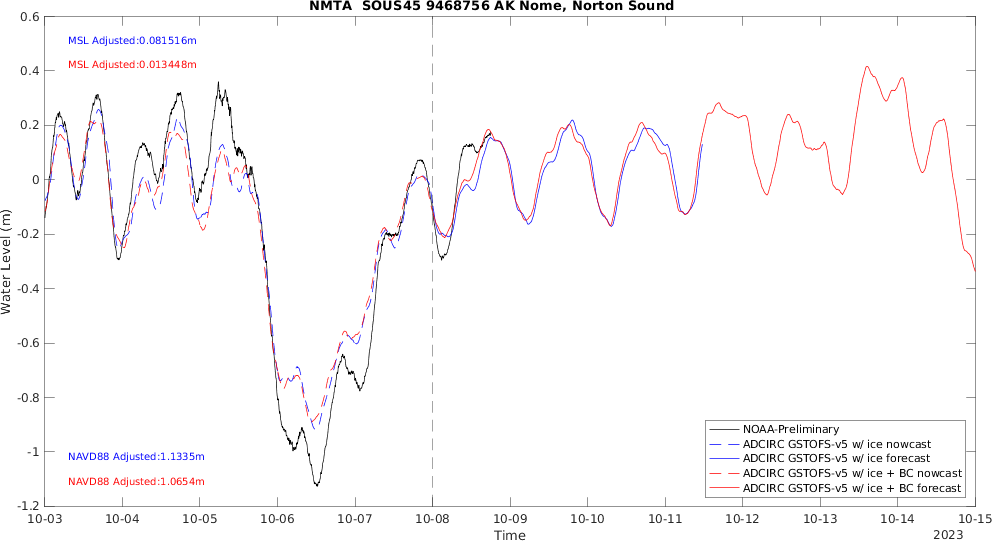 NMTA SOUS45 9468756 AK Nome, Norton Sound
MSL Adjusted:0.081516m
MSL Adjusted:0.013448m
NAVD88 Adjusted:1.1335m
NAVD88 Adjusted:1.0654m
0.6
0.4
0.2
0
-0.2
-0.4
-0.6
-0.8
-1
-1.2
Water Level (m)
NOAA-Preliminary
ADCIRC GSTOFS-v5 w/ ice nowcast
ADCIRC GSTOFS-v5 w/ ice forecast
ADCIRC GSTOFS-v5 w/ ice + BC nowcast
ADCIRC GSTOFS-v5 w/ ice + BC forecast
10-03 10-04 10-05 10-06 10-07 10-08 10-09 10-10 10-11 10-12 10-13 10-14 10-15
Time
2023